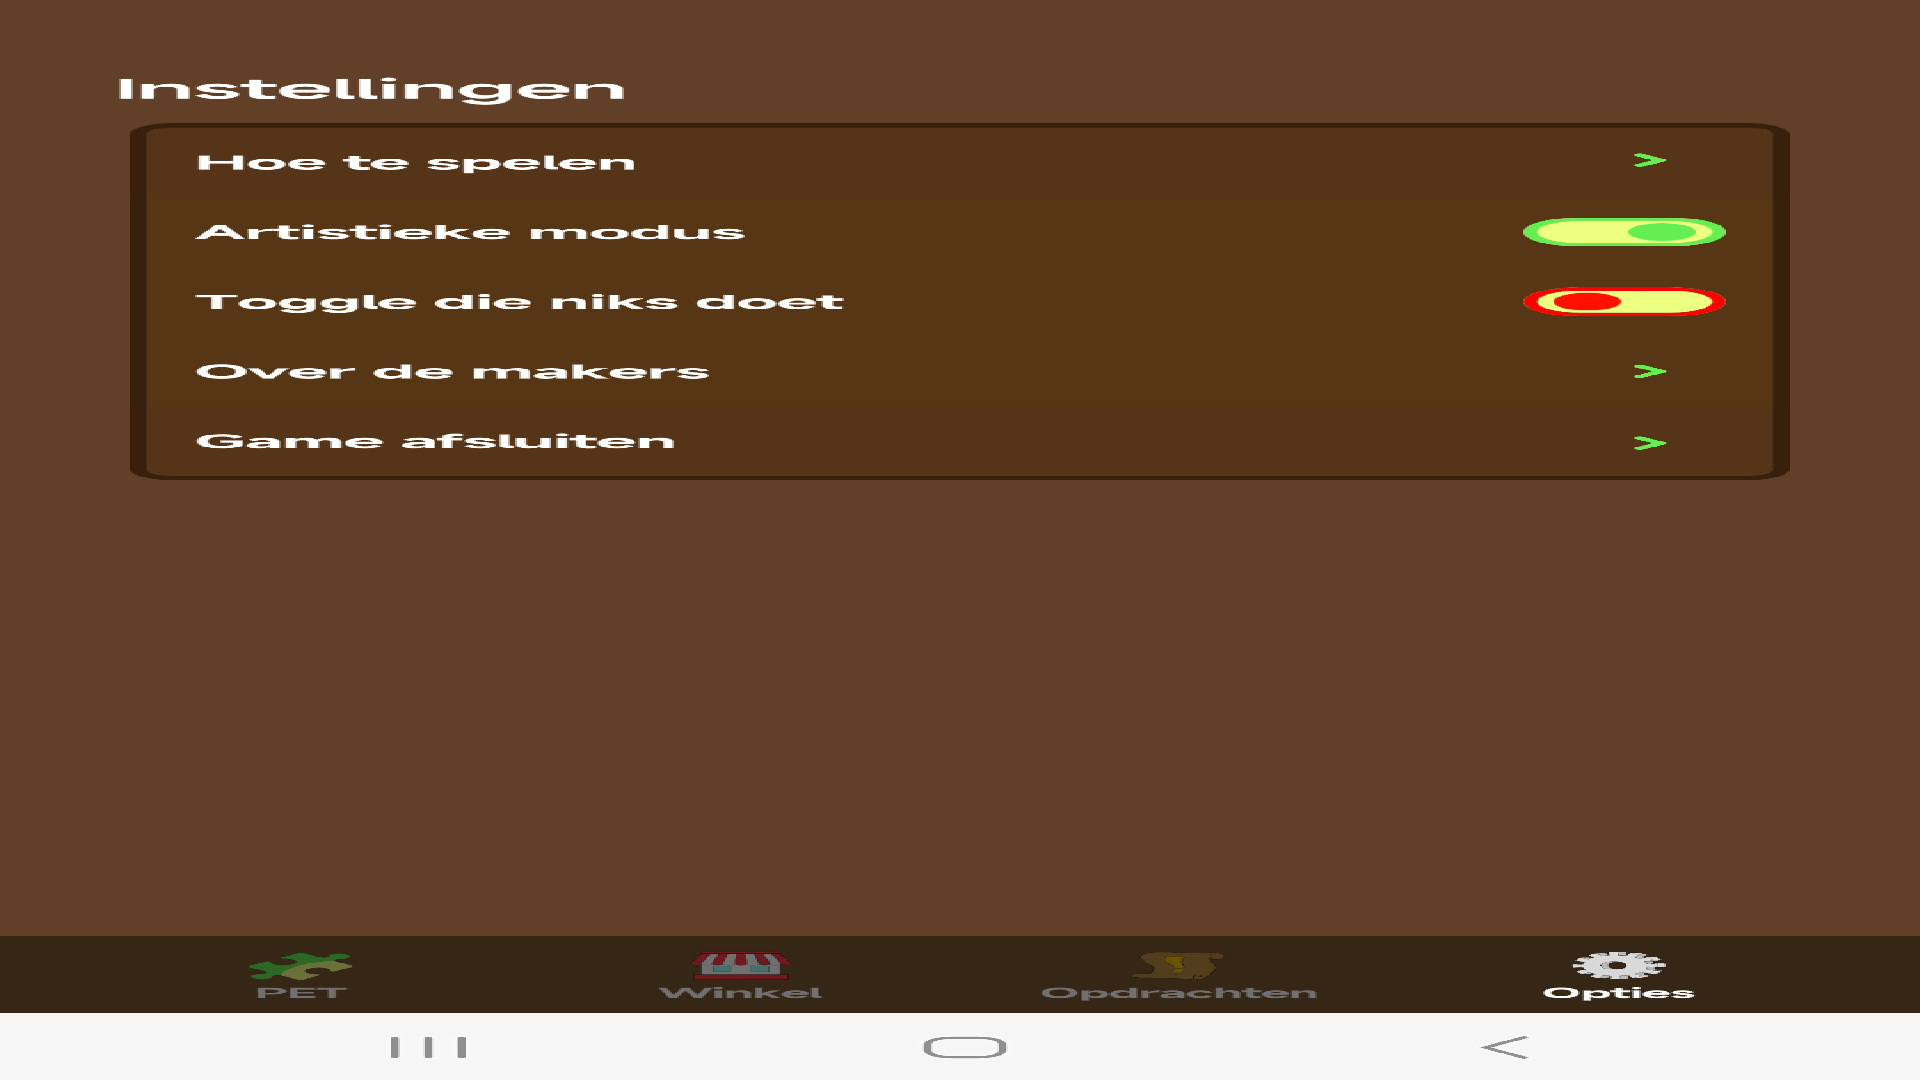 Instellingen
Hoe te spelen >
Artistieke modus
Toggle die niks doet
Over de makers >
Game afsluiten >
PET Winkel Opdrachten Opties